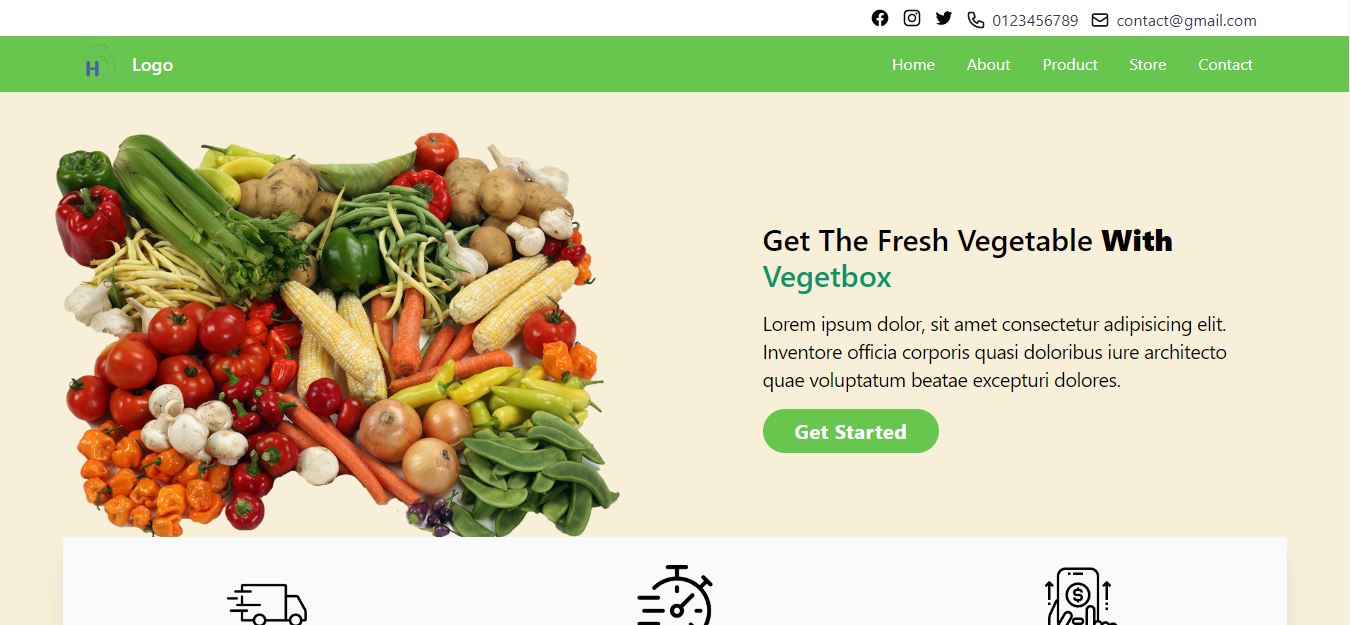 0123456789 contact@gmail.com
H Logo Home About Product Store Contact
Get The Fresh Vegetable With
Vegetbox
Lorem ipsum dolor, sit amet consectetur adipisicing elit.
Inventore officia corporis quasi doloribus iure architecto
quae voluptatum beatae excepturi dolores.
Get Started
$